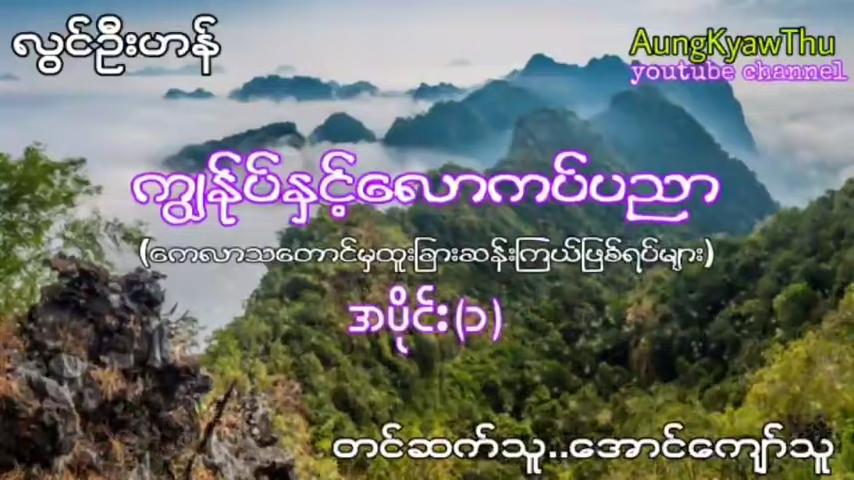 လွင်ဦးဟန်
AungKyawThu
youtube channel
ကျွန်ုပ်နှင့်လောကပ်ပညာ
(ကေလာသတောင်မှထူးခြားဆန်းကြယ်ဖြစ်ရပ်များ)
အပိုင်း(၁)
တင်ဆက်သူ..အောင်ကျော်သူ